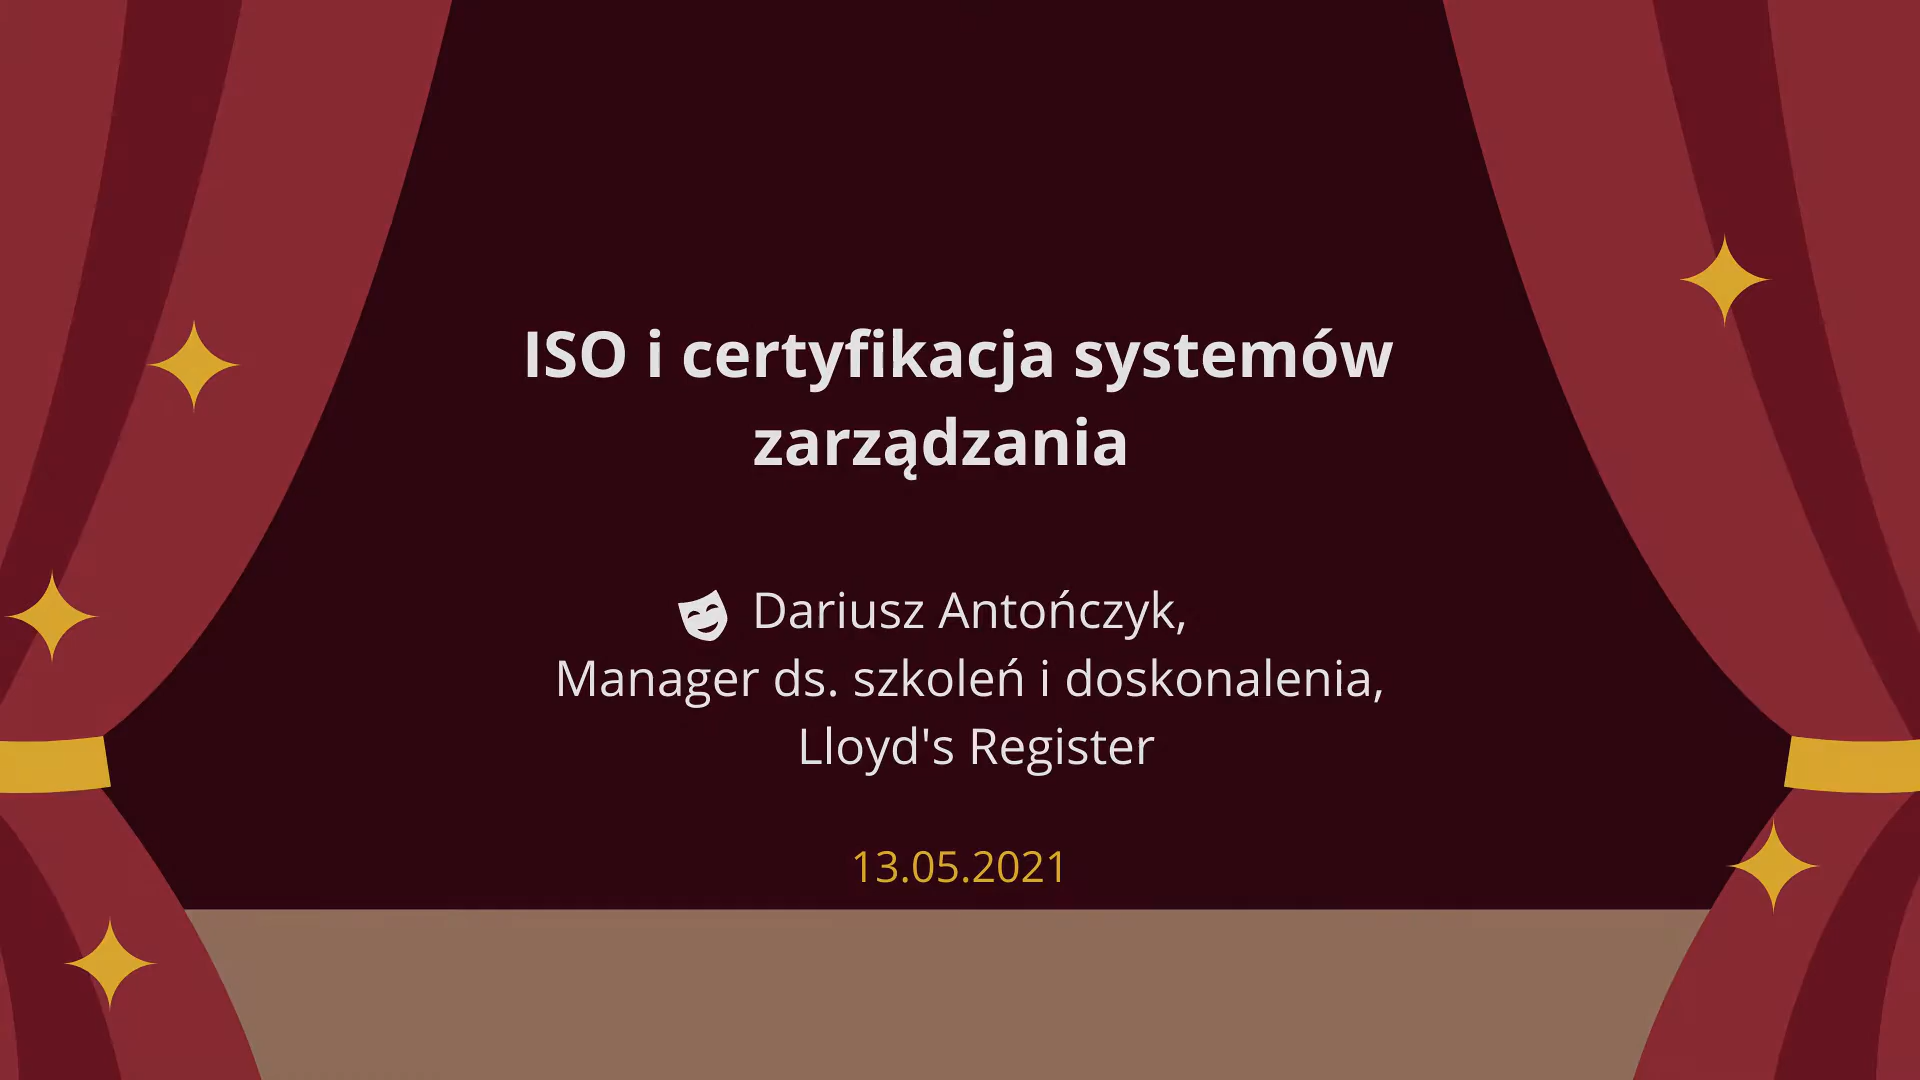 ISO i certyfikacja systemów
zarządzania
Dariusz Antończyk,
Manager ds. szkoleń i doskonalenia,
Lloyd's Register
13.05.2021